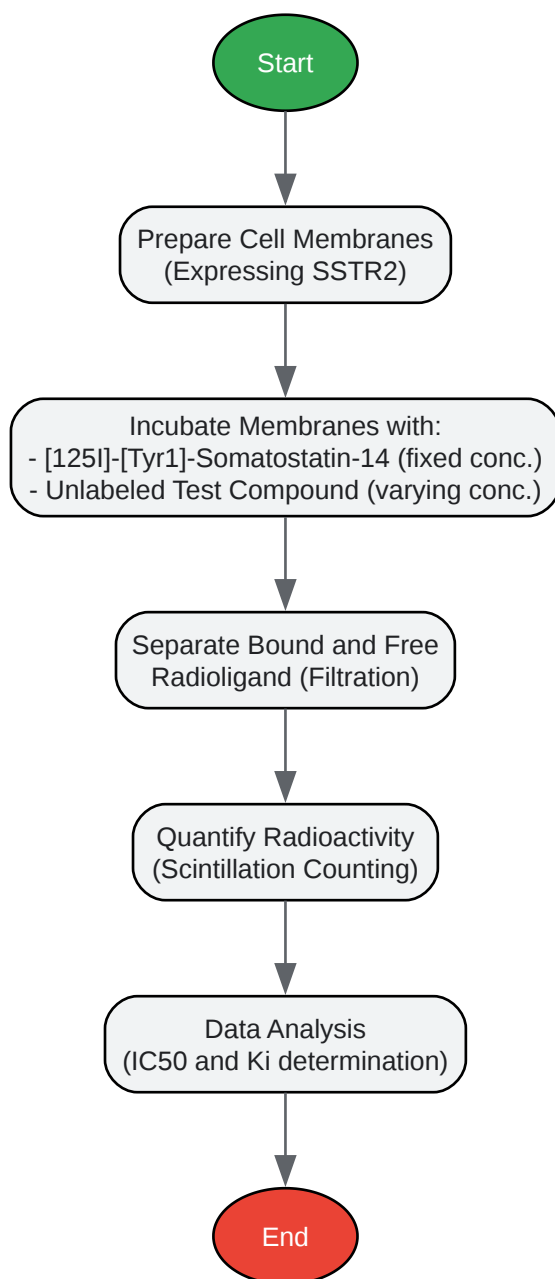 Start
Prepare Cell Membranes
(Expressing SSTR2)
Incubate Membranes with:
- [125I]-[Tyr1]-Somatostatin-14 (fixed conc.)
- Unlabeled Test Compound (varying conc.)
Separate Bound and Free
Radioligand (Filtration)
Quantify Radioactivity
(Scintillation Counting)
Data Analysis
(IC50 and Ki determination)
End